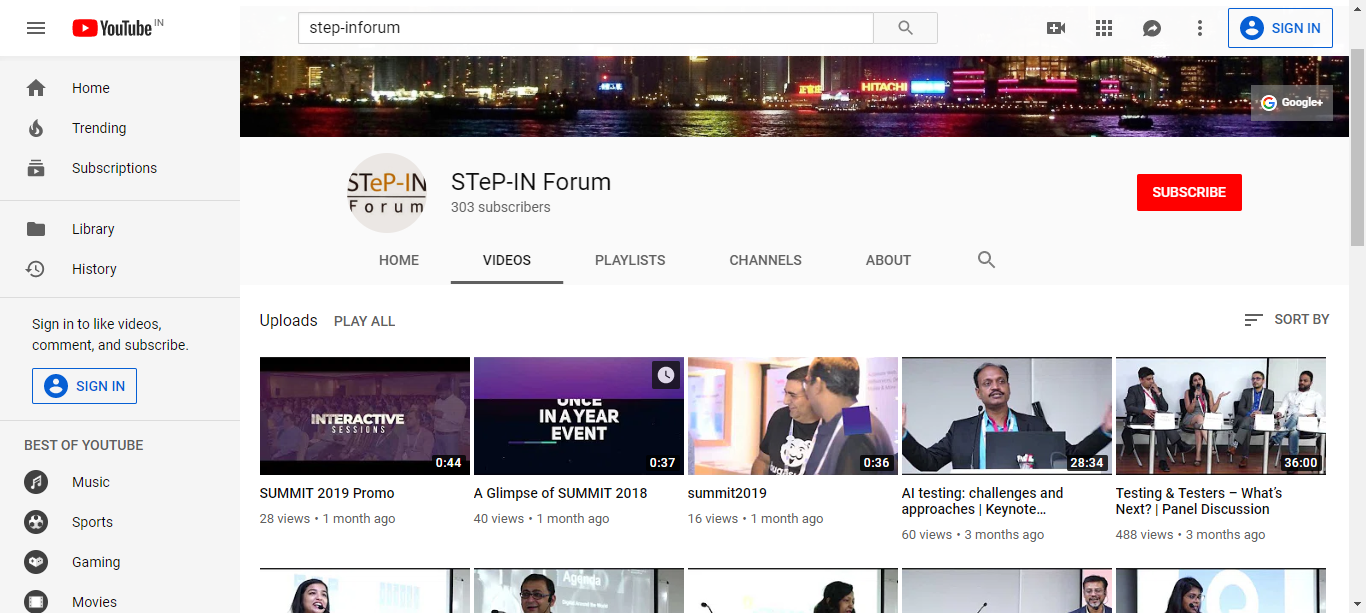 YouTube IN
step-inforum
SIGN IN
Home
Trending
Subscriptions
Library
History
Sign in to like videos,
comment, and subscribe.
SIGN IN
BEST OF YOUTUBE
Music
Sports
Gaming
Movies
HITACHI
Google+
STeP-IN
Forum
STeP-IN Forum
303 subscribers
SUBSCRIBE
HOME VIDEOS PLAYLISTS CHANNELS ABOUT
Uploads PLAY ALL
SORT BY
INTERACTIVE
SESSIONS
0:44
SUMMIT 2019 Promo
28 views • 1 month ago
ONCE
IN A YEAR
EVENT
0:37
A Glimpse of SUMMIT 2018
40 views • 1 month ago
0:36
summit2019
16 views • 1 month ago
28:34
AI testing: challenges and
approaches | Keynote…
60 views • 3 months ago
36:00
Testing & Testers – What’s
Next? | Panel Discussion
488 views • 3 months ago
Agenda